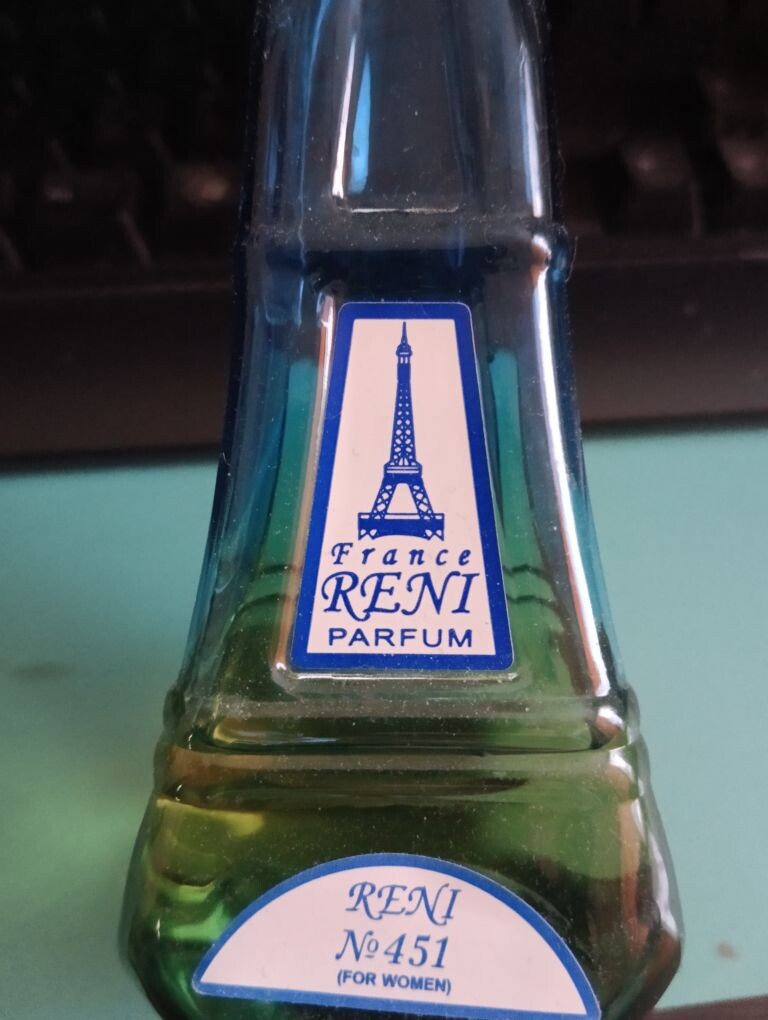 France
RENI
PARFUM
RENI
№451
(FOR WOMEN)